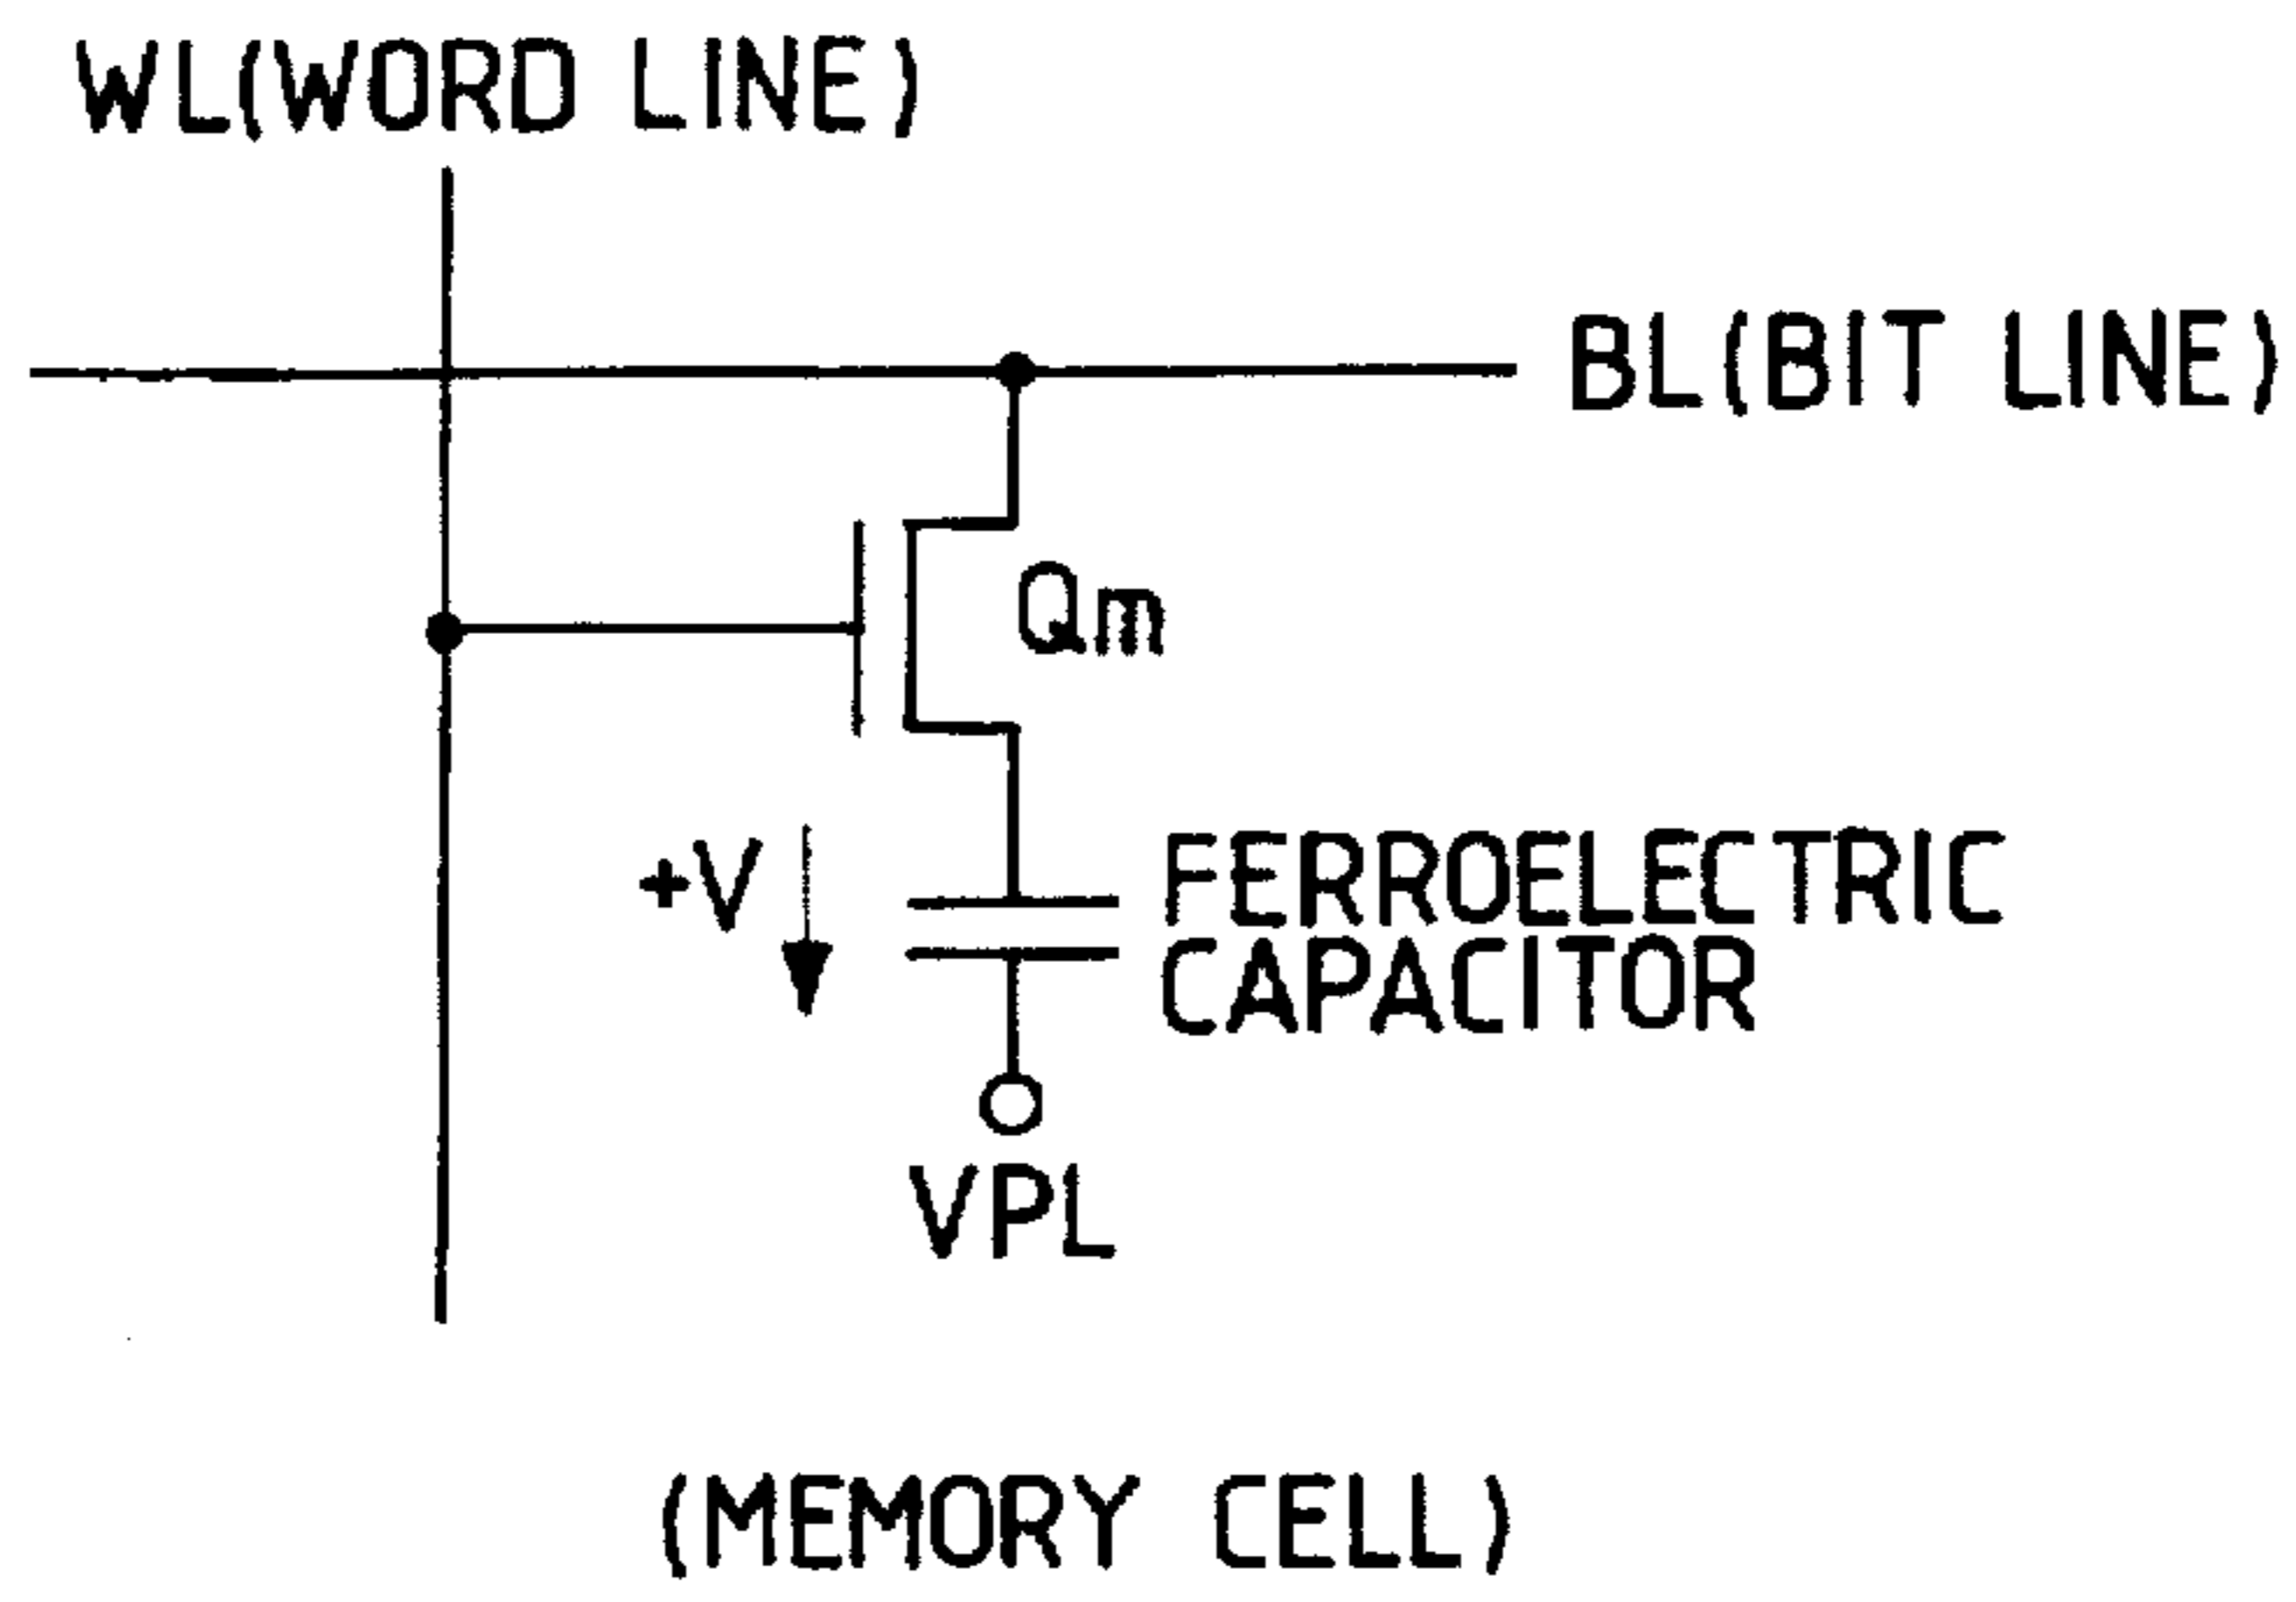 WL(WORD LINE)
BL(BIT LINE)
Qm
+V
FERROELECTRIC
CAPACITOR
VPL
(MEMORY CELL)